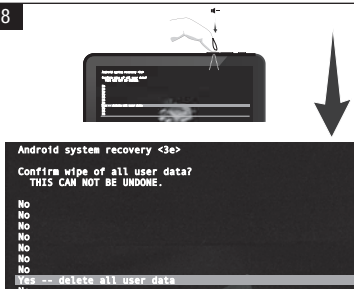 8
Android system recovery <3e>
Confirm wipe of all user data?
THIS CAN NOT BE UNDONE.
No
No
No
No
No
No
No
Yes -- delete all user data
No